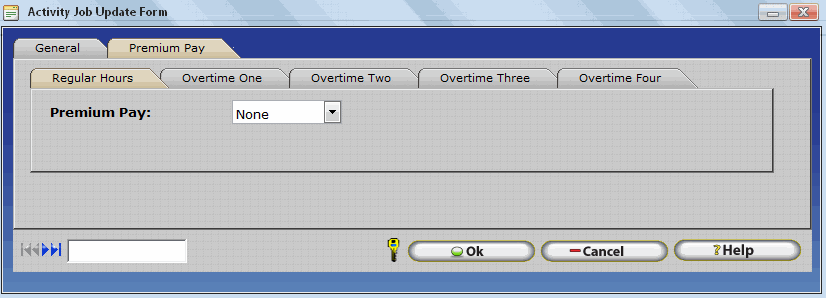 Activity Job Update Form
General Premium Pay
Regular Hours Overtime One Overtime Two Overtime Three Overtime Four
Premium Pay: None
Ok Cancel ?Help